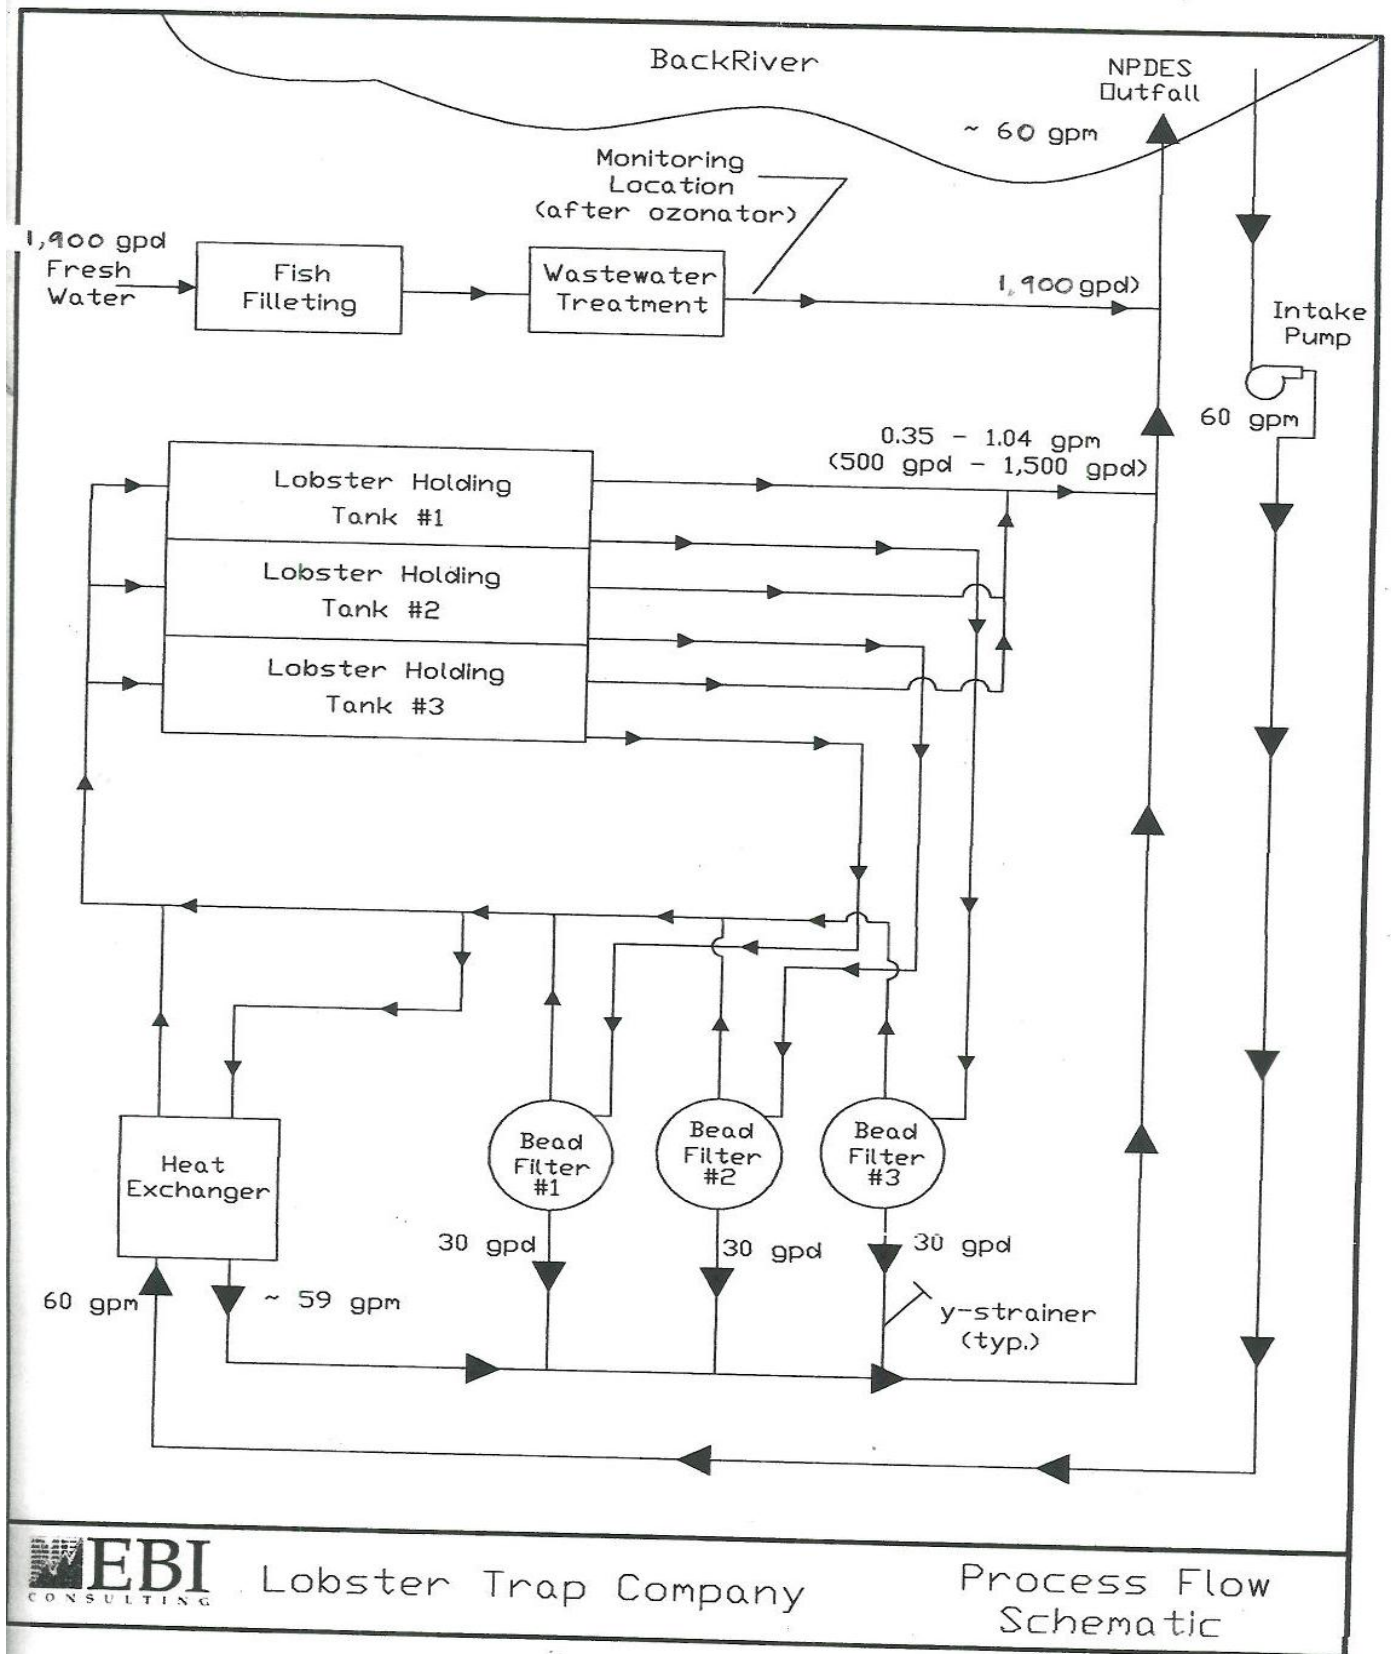 BackRiver
NPDES
Outfall
~ 60 gpm
Monitoring
Location
(after ozonator)
1,900 gpd
Fresh
Water
Fish
Filleting
Wastewater
Treatment
1,900 gpd)
Intake
Pump
60 gpm
0.35 - 1.04 gpm
(500 gpd - 1,500 gpd)
Lobster Holding
Tank #1
Lobster Holding
Tank #2
Lobster Holding
Tank #3
Heat
Exchanger
Bead
Filter
#1
Bead
Filter
#2
Bead
Filter
#3
30 gpd
30 gpd
30 gpd
60 gpm
~ 59 gpm
y-strainer
(typ.)
EBI
CONSULTING
Lobster Trap Company
Process Flow
Schematic